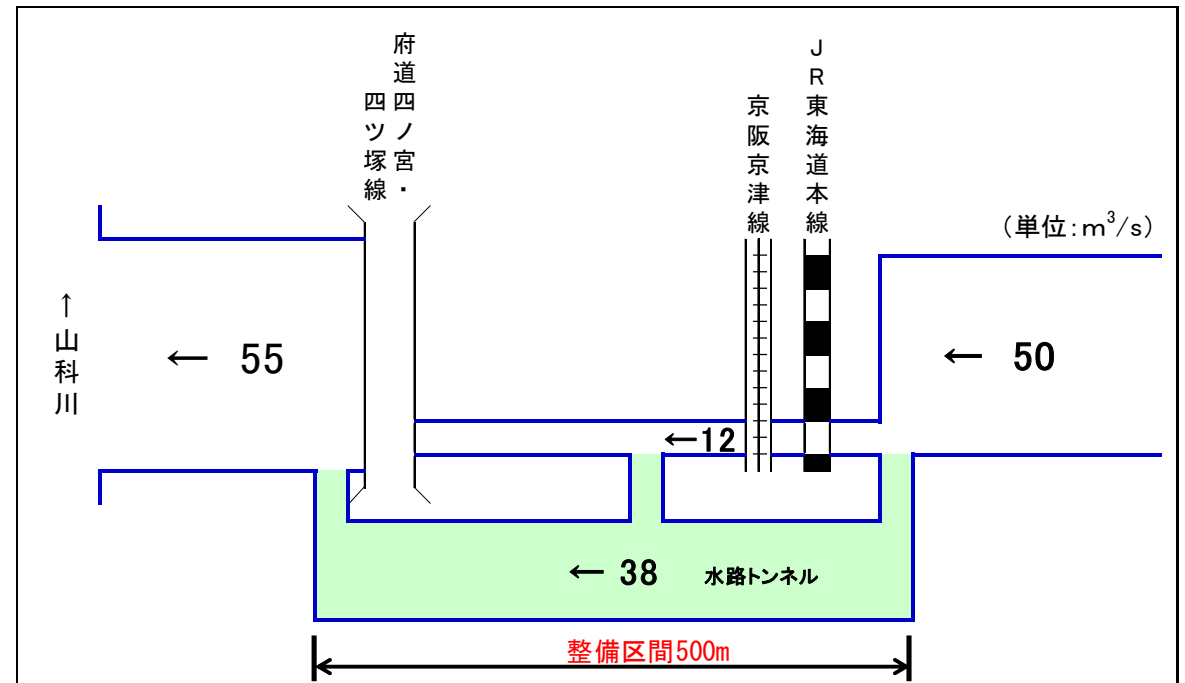 府道四ノ宮・
四ツ塚線
京阪京津線
JR東海道本線
(単位:m³/s)
↑山科川
← 55
←12
← 50
← 38 水路トンネル
整備区間500m